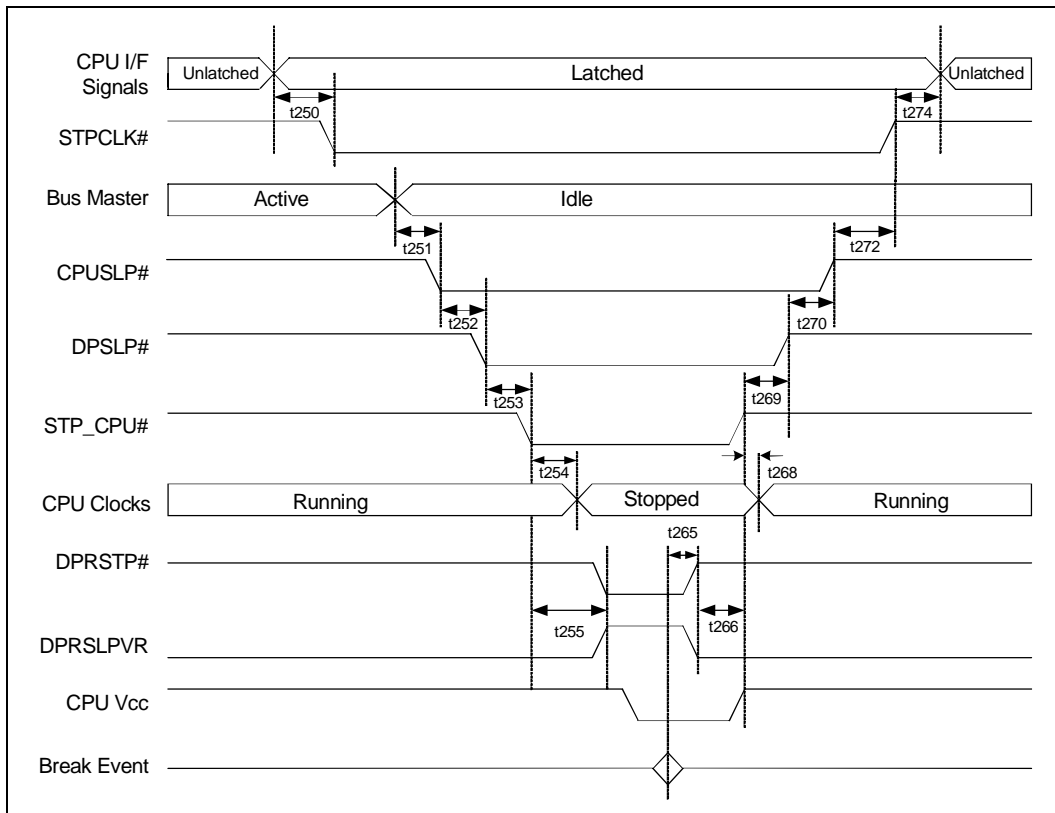 CPU I/F
Signals
Unlatched
Latched
Unlatched
t250
t274
STPCLK#
Bus Master
Active
Idle
t251
t272
CPUSLP#
t252
t270
DPSLP#
t253
t269
STP_CPU#
t254
t268
CPU Clocks
Running
Stopped
Running
t265
DPRSTP#
t255
t266
DPRSLPVR
CPU Vcc
Break Event